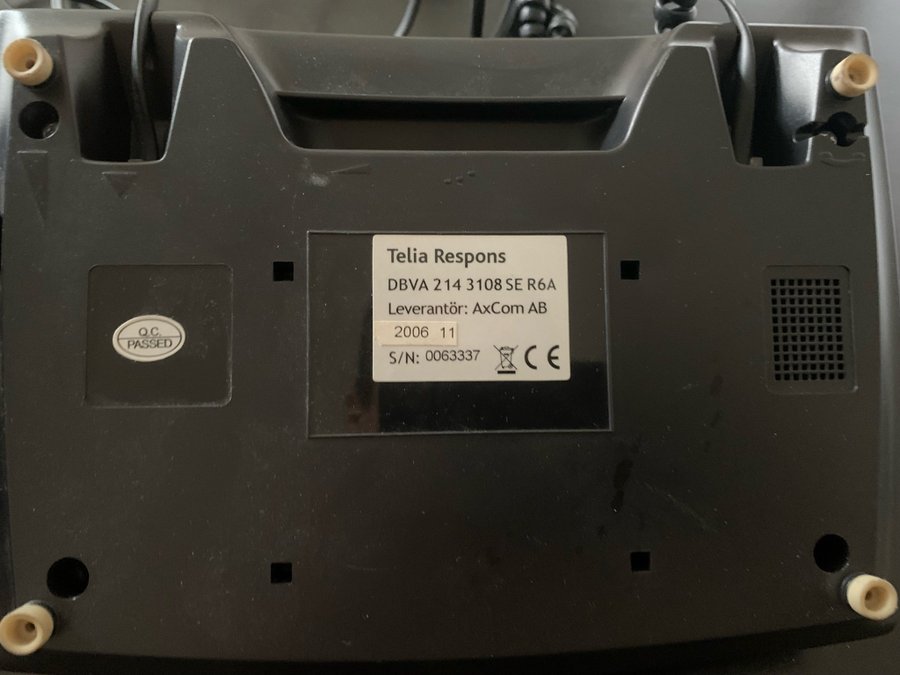 Telia Respons
DBVA 214 3108 SE R6A
Leverantör: AxCom AB
2006 11
S/N: 0063337 CE
Q.C.
PASSED